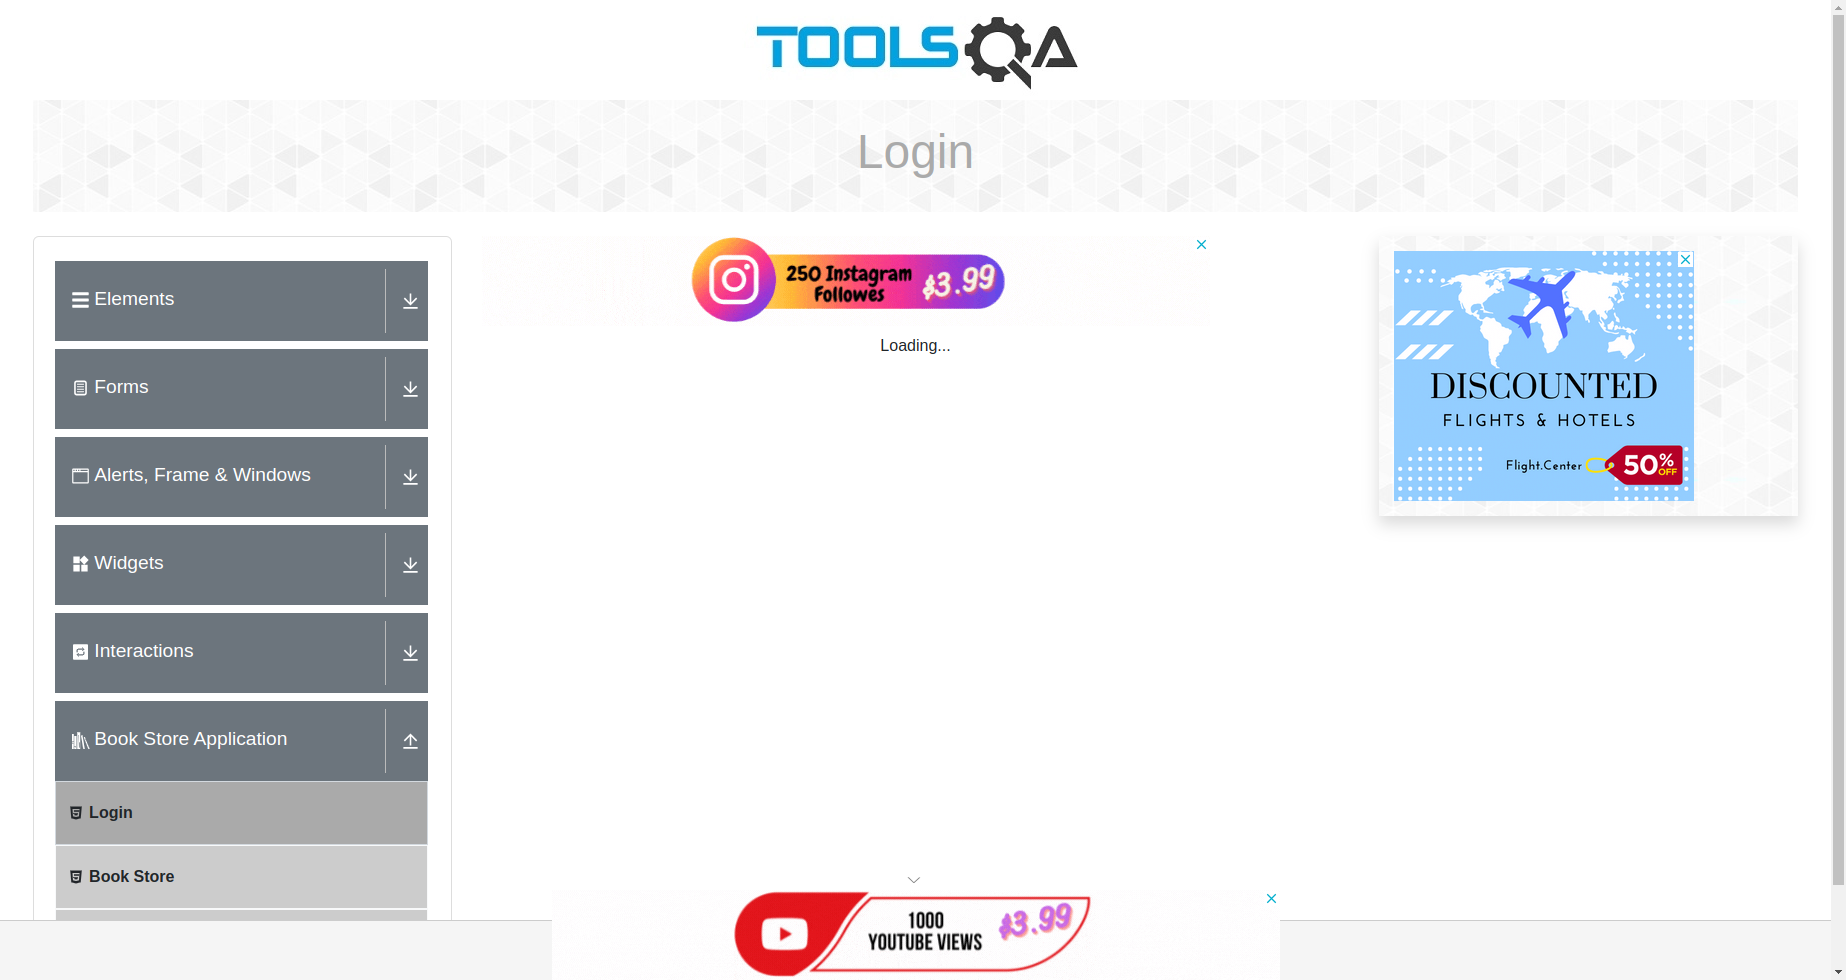 TOOLSQA
Login
Elements
Forms
Alerts, Frame & Windows
Widgets
Interactions
Book Store Application
Login
Book Store
250 Instagram
Followes
$3.99
Loading...
DISCOUNTED
FLIGHTS & HOTELS
Flight.Center
50% OFF
1000
YOUTUBE VIEWS
$3.99